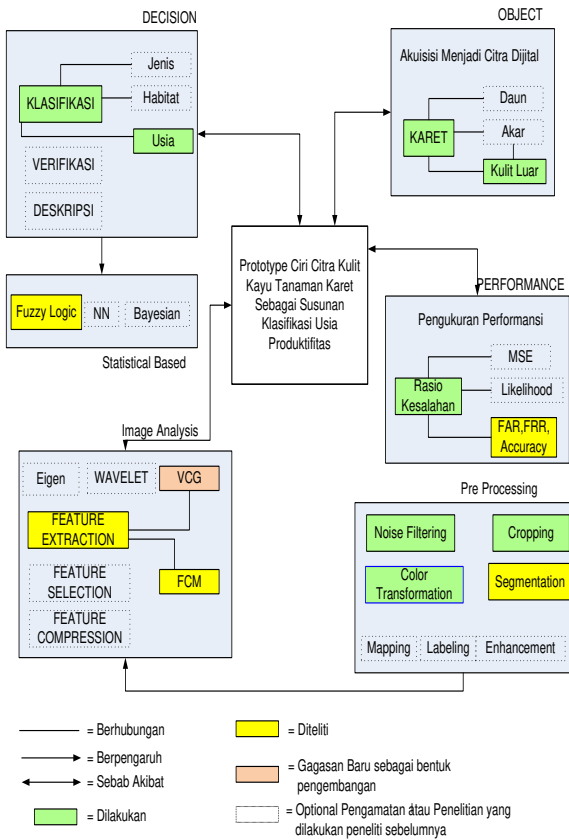 DECISION
KLASIFIKASI
Jenis
Habitat
Usia
VERIFIKASI
DESKRIPSI
OBJECT
Akuisisi Menjadi Citra Dijital
KARET
Daun
Akar
Kulit Luar
Fuzzy Logic
NN
Bayesian
Statistical Based
Prototype Ciri Citra Kulit
Kayu Tanaman Karet
Sebagai Susunan
Klasifikasi Usia
Produktifitas
PERFORMANCE
Pengukuran Performansi
Rasio
Kesalahan
MSE
Likelihood
FAR,FRR,
Accuracy
Image Analysis
Eigen
WAVELET
VCG
FEATURE
EXTRACTION
FCM
FEATURE
SELECTION
FEATURE
COMPRESSION
Pre Processing
Noise Filtering
Cropping
Color
Transformation
Segmentation
Mapping
Labeling
Enhancement
= Berhubungan
= Berpengaruh
= Sebab Akibat
= Dilakukan
= Diteliti
= Gagasan Baru sebagai bentuk
pengembangan
= Optional Pengamatan atau Penelitian yang
dilakukan peneliti sebelumnya